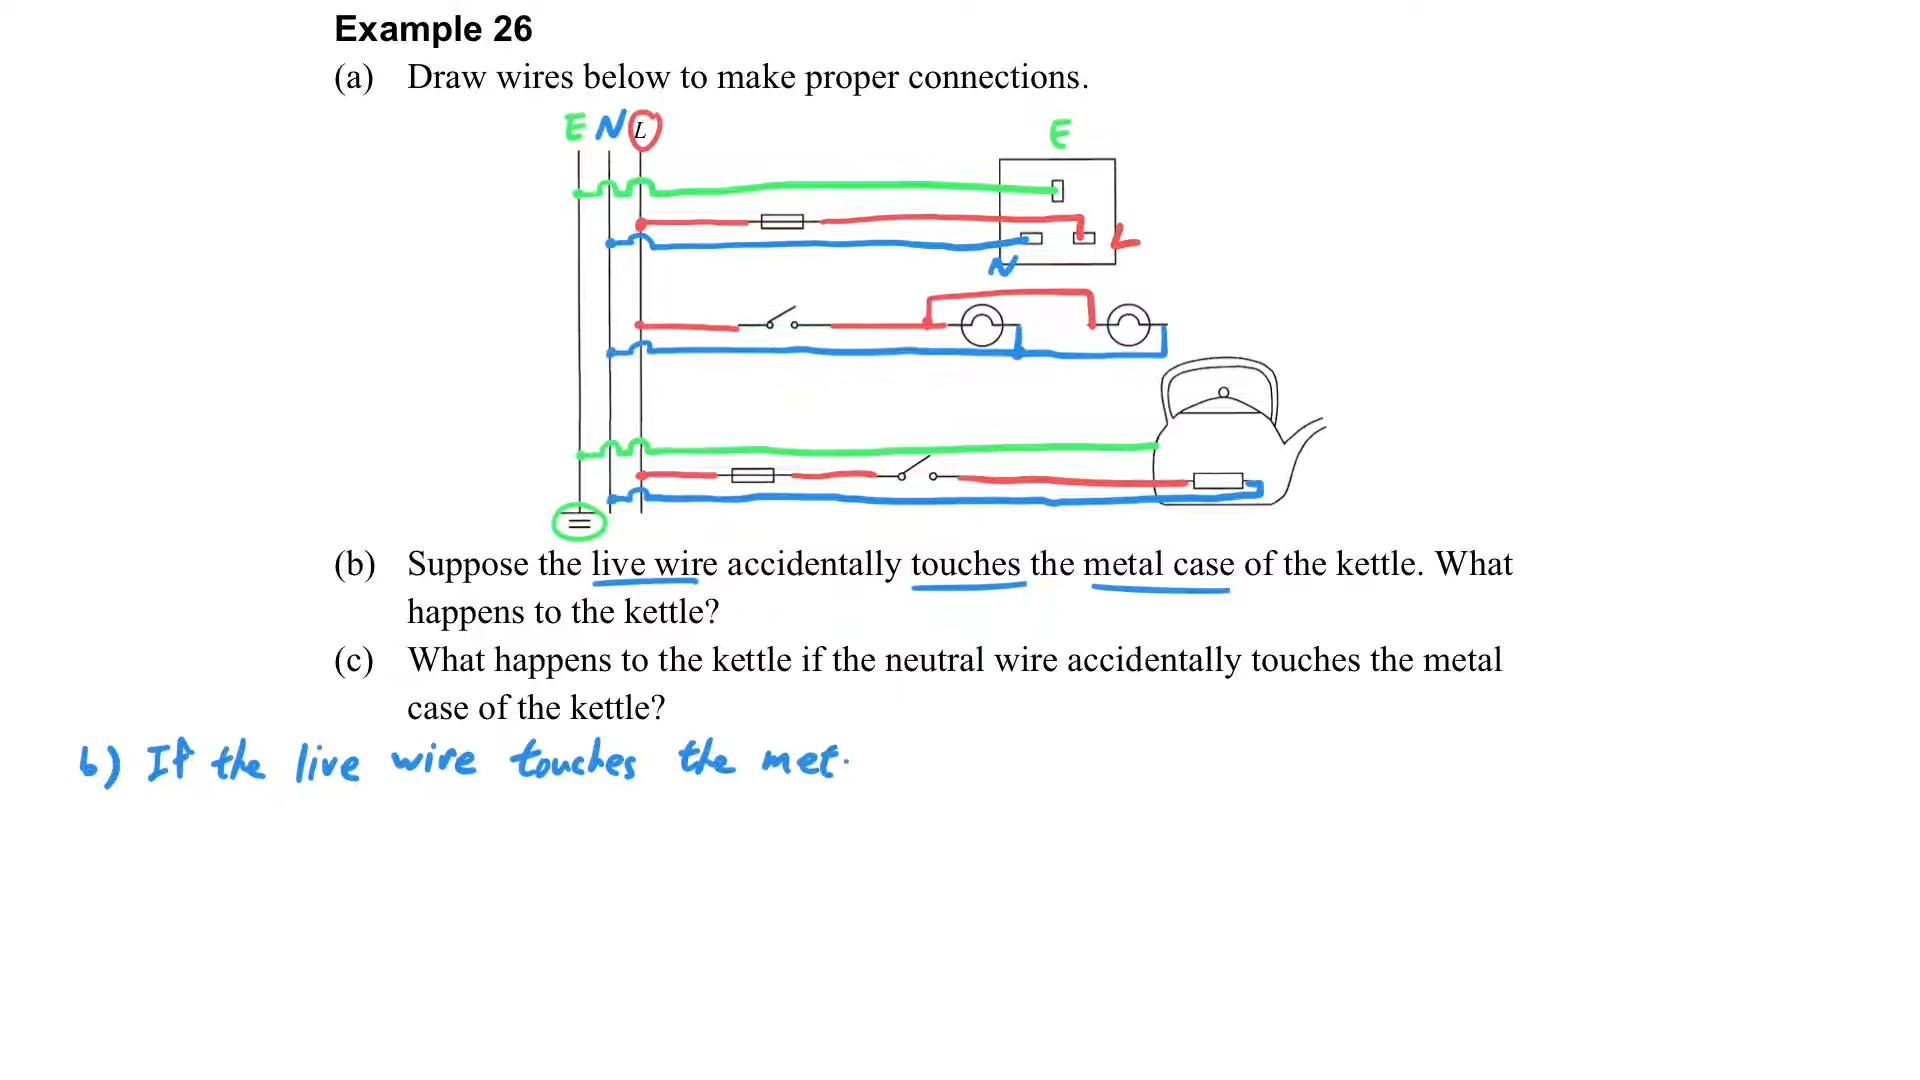 Example 26
(a) Draw wires below to make proper connections.
E N L
E
L
N
(b) Suppose the live wire accidentally touches the metal case of the kettle. What
happens to the kettle?
(c) What happens to the kettle if the neutral wire accidentally touches the metal
case of the kettle?
b) If the live wire touches the met